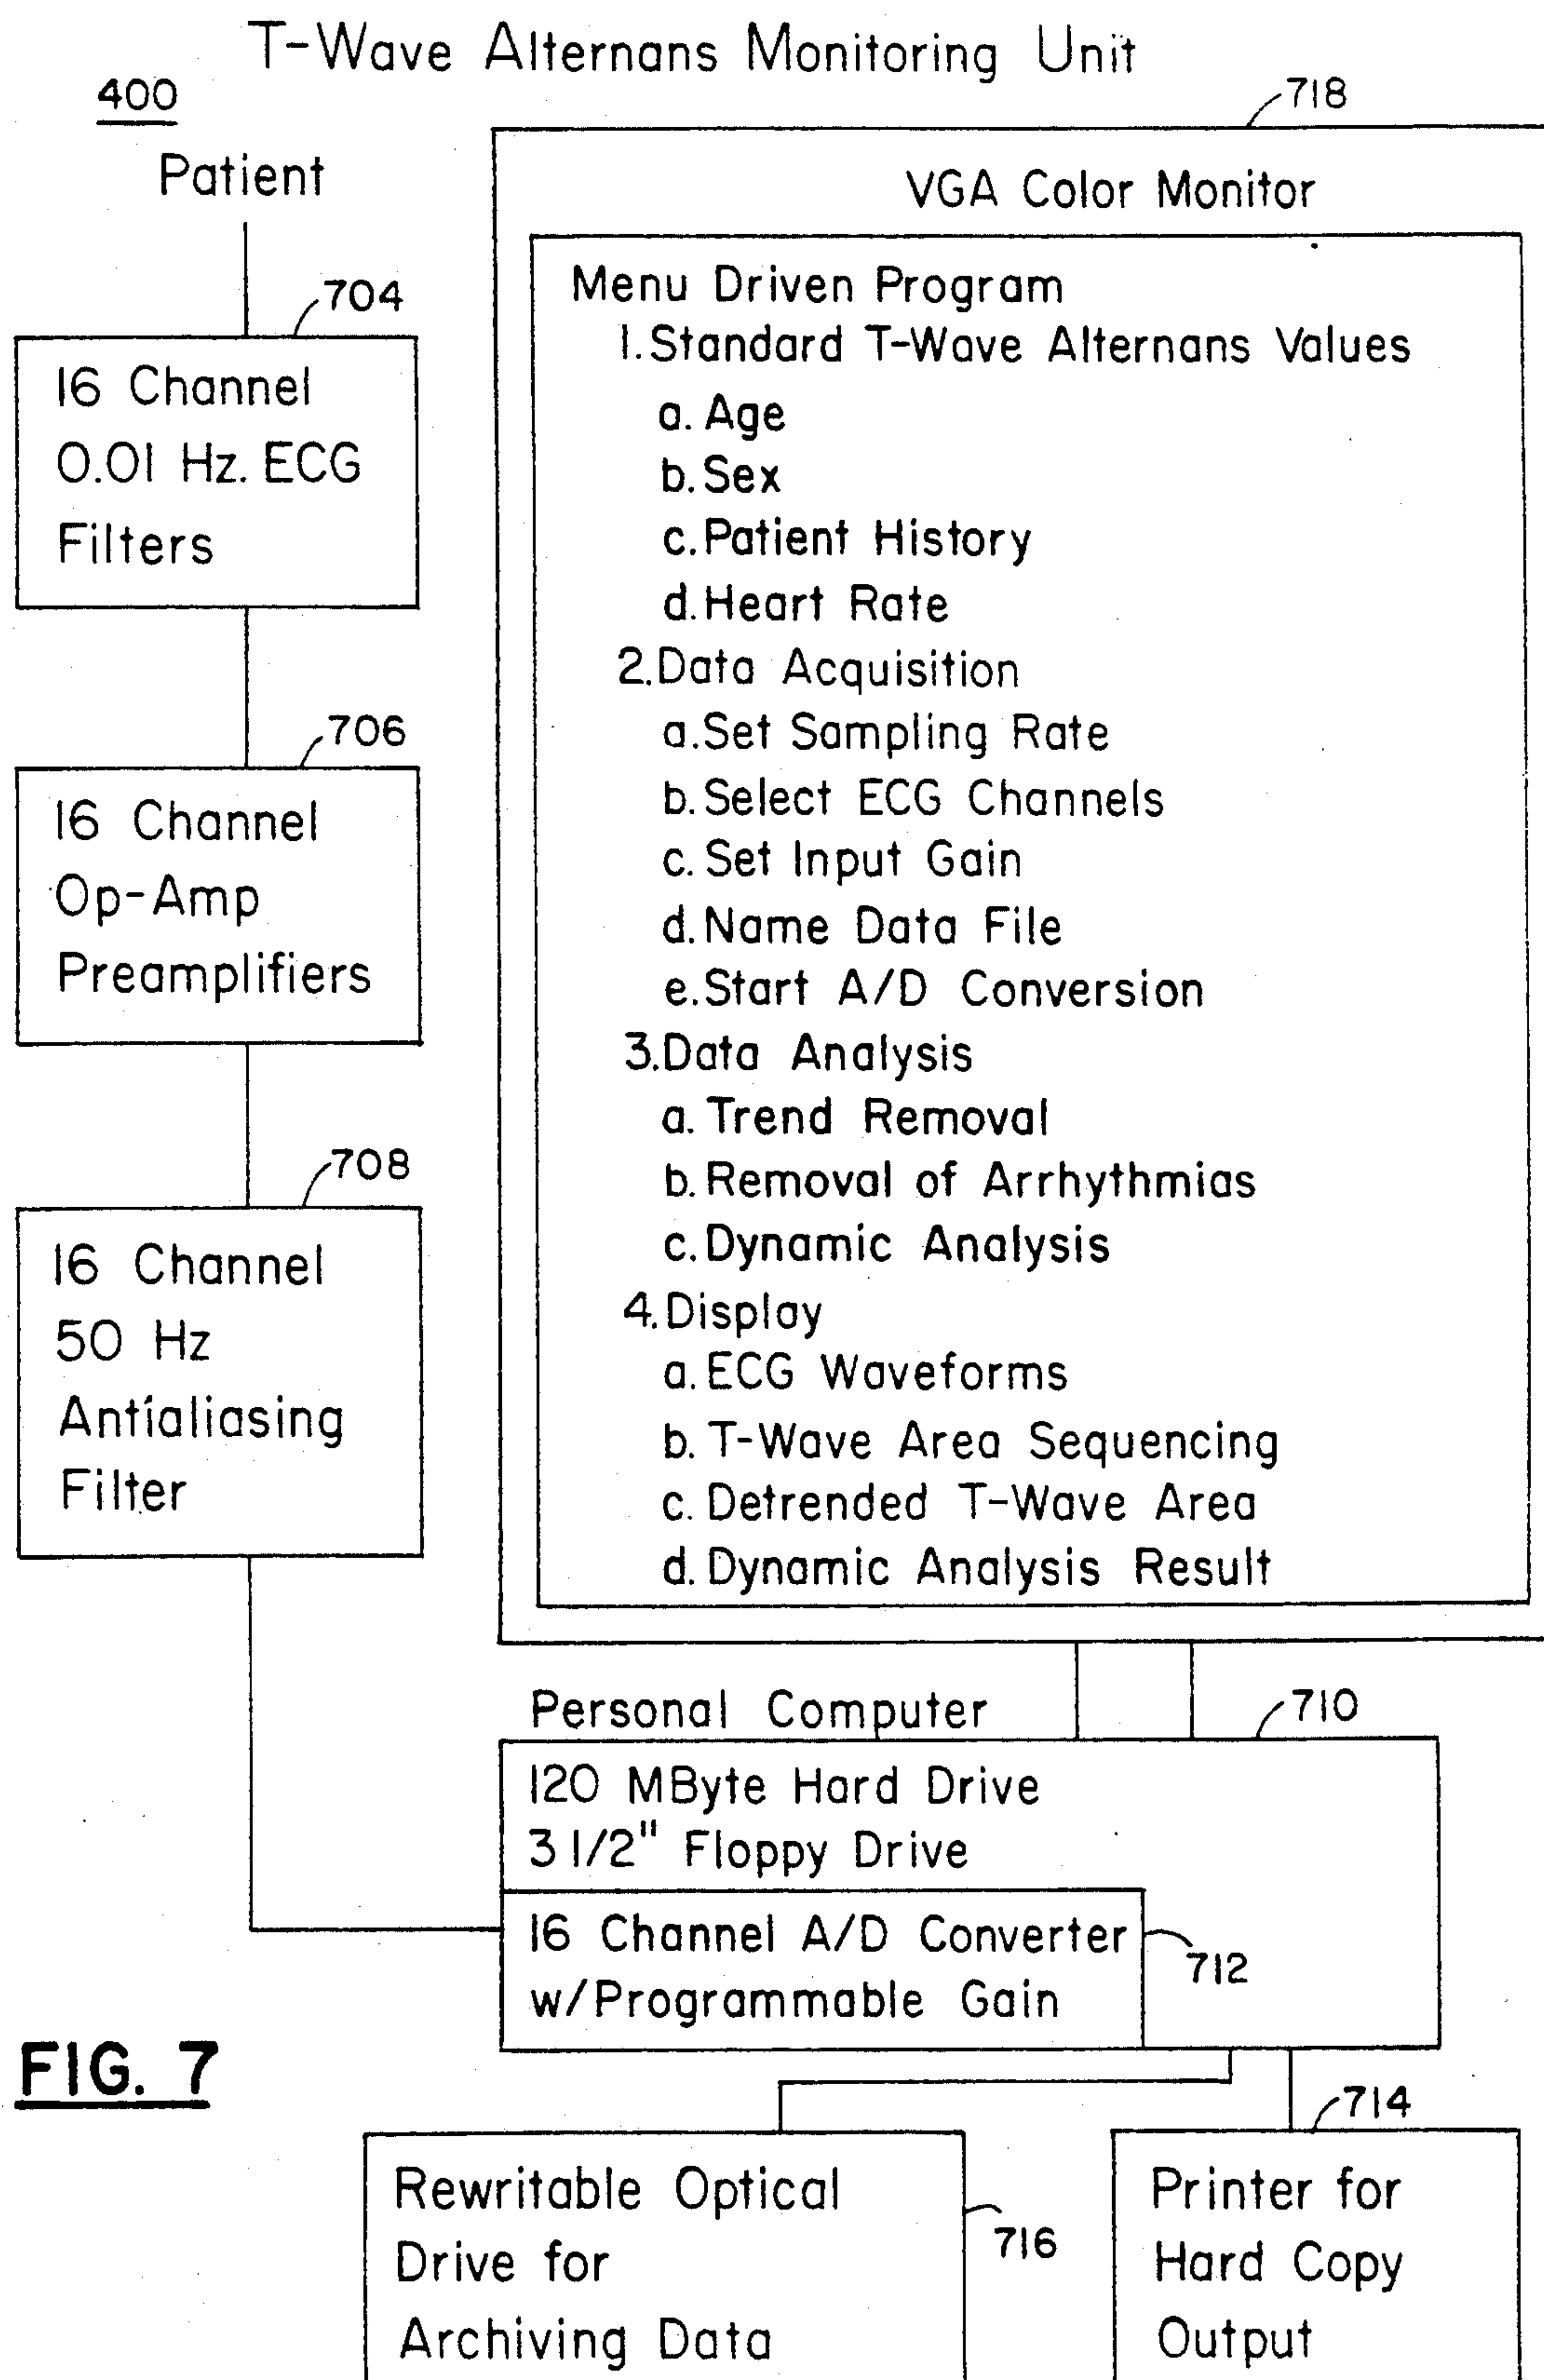 T-Wave Alternans Monitoring Unit
400
Patient
704
16 Channel
0.01 Hz. ECG
Filters
706
16 Channel
Op-Amp
Preamplifiers
708
16 Channel
50 Hz
Antialiasing
Filter
718
VGA Color Monitor
Menu Driven Program
1. Standard T-Wave Alternans Values
a. Age
b. Sex
c. Patient History
d. Heart Rate
2. Data Acquisition
a. Set Sampling Rate
b. Select ECG Channels
c. Set Input Gain
d. Name Data File
e. Start A/D Conversion
3. Data Analysis
a. Trend Removal
b. Removal of Arrhythmias
c. Dynamic Analysis
4. Display
a. ECG Waveforms
b. T-Wave Area Sequencing
c. Detrended T-Wave Area
d. Dynamic Analysis Result
Personal Computer
710
120 MByte Hard Drive
3 1/2" Floppy Drive
16 Channel A/D Converter
w/Programmable Gain
712
FIG. 7
Rewritable Optical
Drive for
Archiving Data
716
714
Printer for
Hard Copy
Output